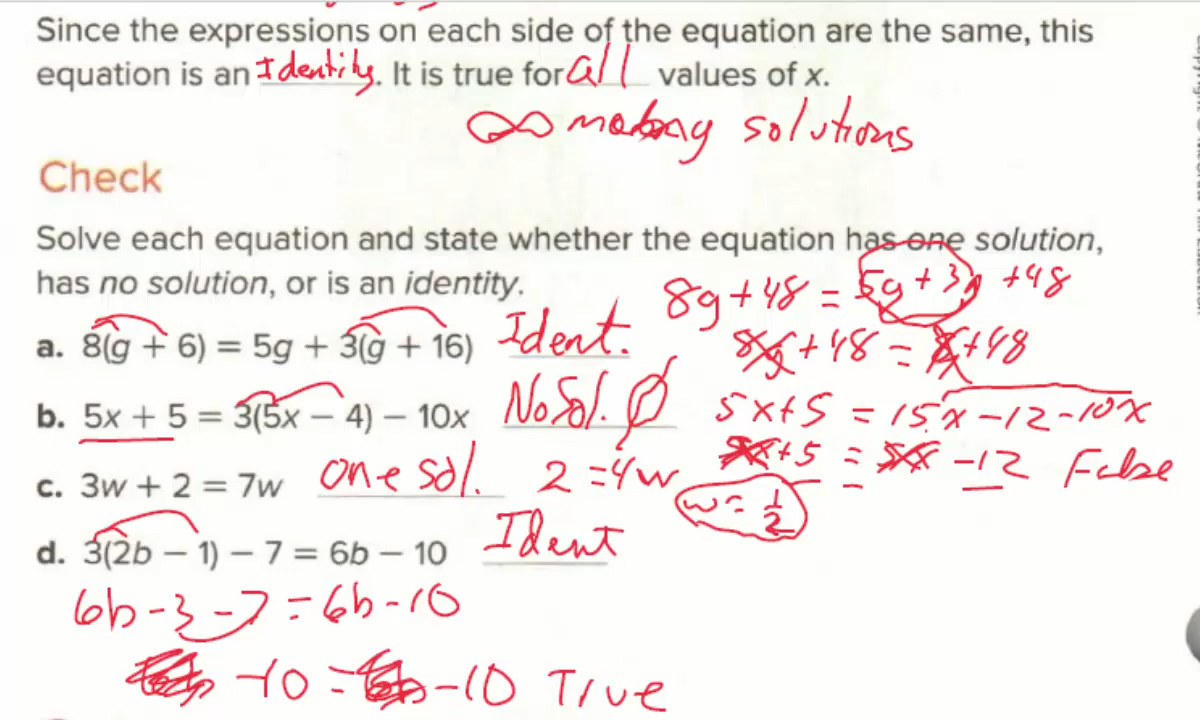 Since the expressions on each side of the equation are the same, this
equation is an Identity. It is true for all values of x.
∞ many solutions
Check
Solve each equation and state whether the equation has one solution,
has no solution, or is an identity.
8g + 48 = 5g + 3g + 48
a. 8(g + 6) = 5g + 3(g + 16) Ident.
8g + 48 = 8g + 48
b. 5x + 5 = 3(5x − 4) − 10x No Sol. Ø
5x + 5 = 15x − 12 − 10x
5x + 5 = 5x − 12 False
c. 3w + 2 = 7w one sol. 2 = 4w
w = 1/2
d. 3(2b − 1) − 7 = 6b − 10 Ident
6b - 3 - 7 = 6b - 10
-10 = -10 True